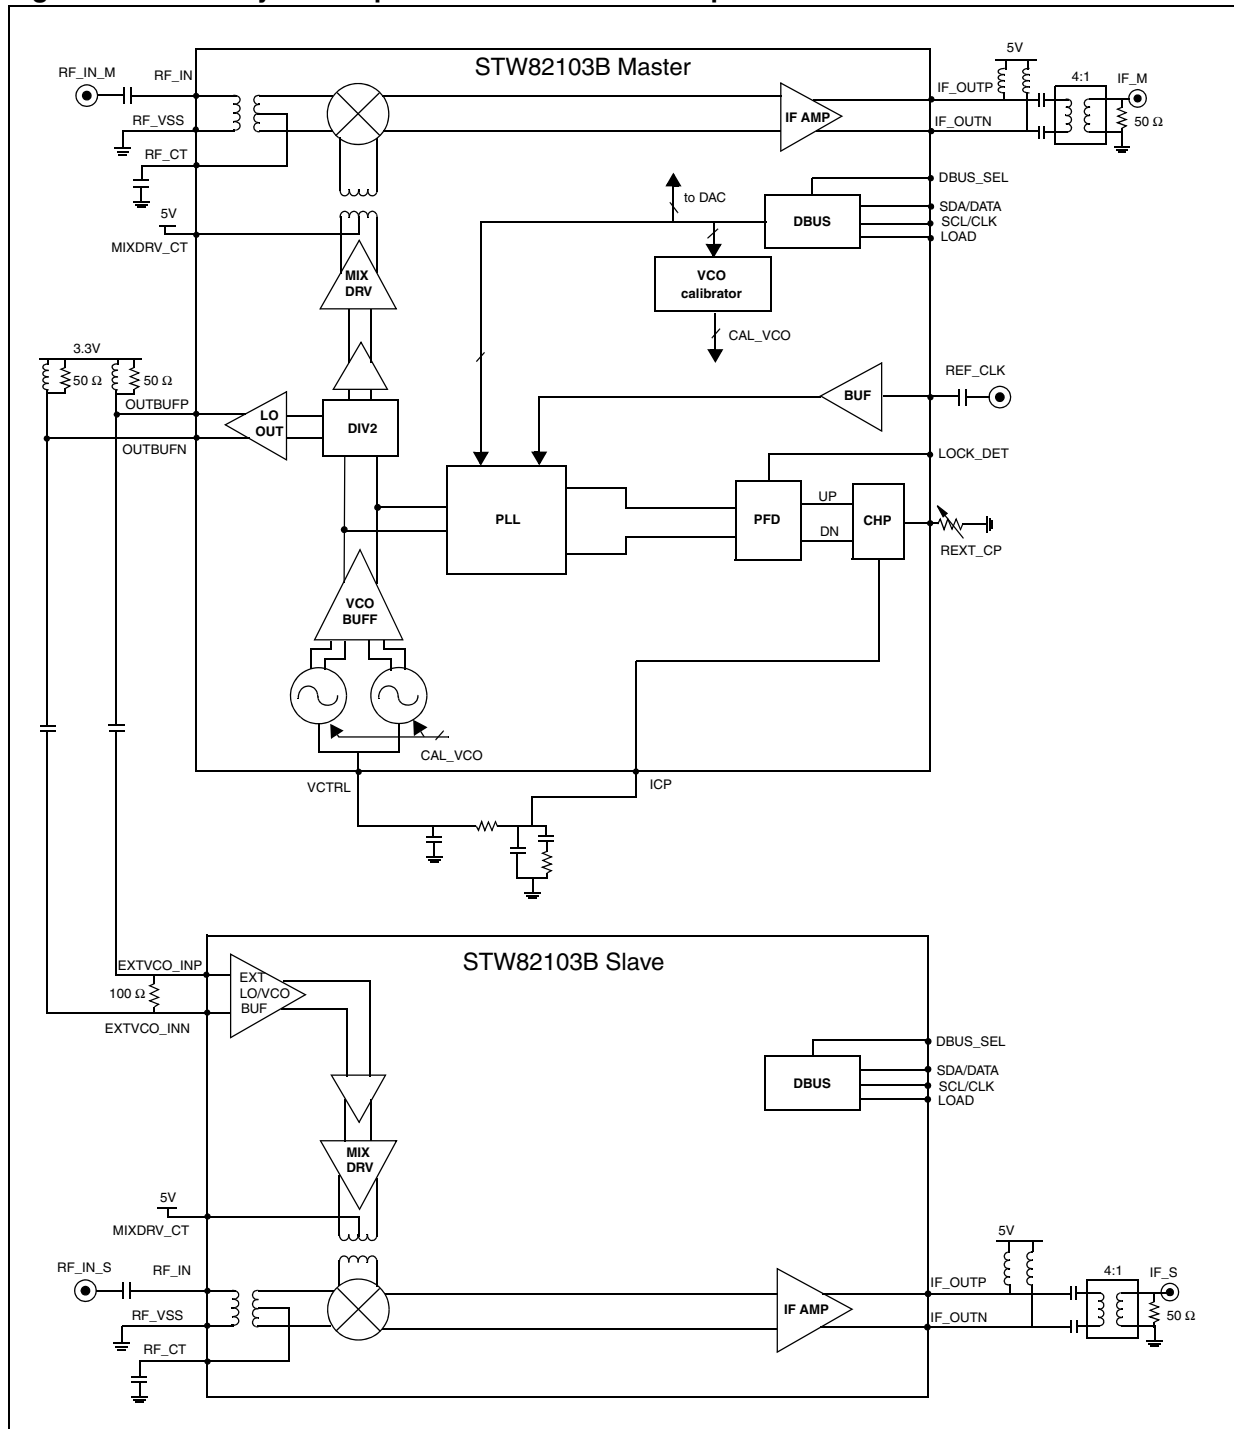 STW82103B Master
5V
RF_IN_M
RF_IN
IF_OUTP
4:1
IF_M
RF_VSS
IF AMP
IF_OUTN
50 Ω
RF_CT
DBUS_SEL
to DAC
5V
DBUS
SDA/DATA
SCL/CLK
LOAD
MIXDRV_CT
MIX
DRV
VCO
calibrator
CAL_VCO
3.3V
50 Ω
50 Ω
REF_CLK
BUF
OUTBUFP
LO
OUT
DIV2
OUTBUFN
LOCK_DET
PLL
PFD
UP
DN
CHP
REXT_CP
VCO
BUFF
CAL_VCO
VCTRL
ICP
STW82103B Slave
EXTVCO_INP
EXT
LO/VCO
BUF
100 Ω
EXTVCO_INN
DBUS_SEL
DBUS
SDA/DATA
SCL/CLK
LOAD
MIX
DRV
5V
MIXDRV_CT
5V
RF_IN_S
RF_IN
IF_OUTP
4:1
IF_S
RF_VSS
IF AMP
IF_OUTN
50 Ω
RF_CT